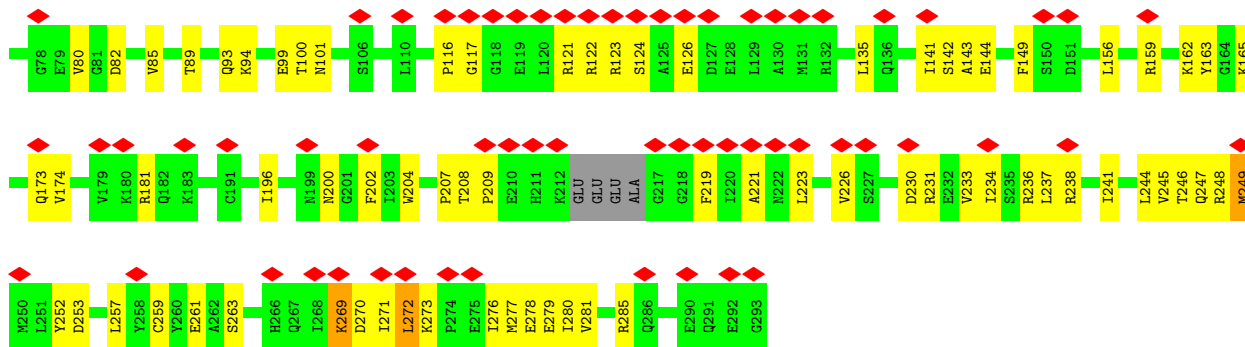 G78 E79 V80 G81 D82 V85 T89 Q93 K94 E99 T100 N101 S106 L110 P116 G117 G118 E119 L120 R121 R122 R123 S124 A125 E126 D127 E128 L129 A130 M131 R132 L135 Q136 I141 S142 A143 E144 F149 S150 D151 L156 R159 K162 Y163 G164 K165
Q173 V174 V179 K180 R181 Q182 K183 C191 I196 N199 N200 G201 F202 I203 W204 P207 T208 P209 E210 H211 K212 GLU GLU GLU ALA G217 G218 F219 I220 A221 N222 L223 V226 S227 D230 R231 E232 V233 I234 S235 R236 L237 R238 I241 L244 V245 T246 Q247 R248 M249
M250 L251 Y252 D253 L257 Y258 C259 Y260 E261 A262 S263 H266 Q267 I268 K269 D270 I271 L272 K273 P274 E275 I276 M277 E278 E279 I280 V281 R285 Q286 E290 Q291 E292 G293